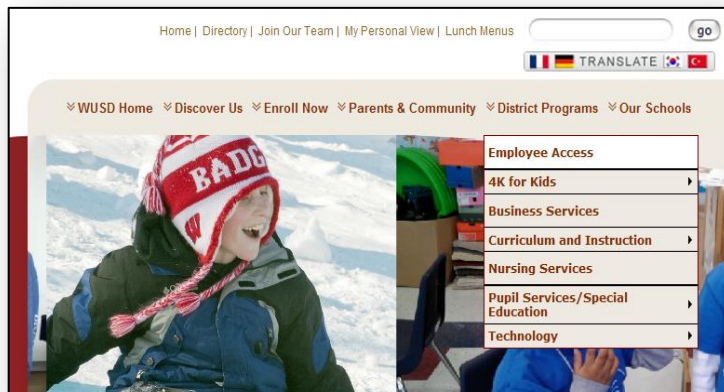 Home | Directory | Join Our Team | My Personal View | Lunch Menus
go
TRANSLATE
WUSD Home Discover Us Enroll Now Parents & Community District Programs Our Schools
BADG
W
Employee Access
4K for Kids
Business Services
Curriculum and Instruction
Nursing Services
Pupil Services/Special
Education
Technology